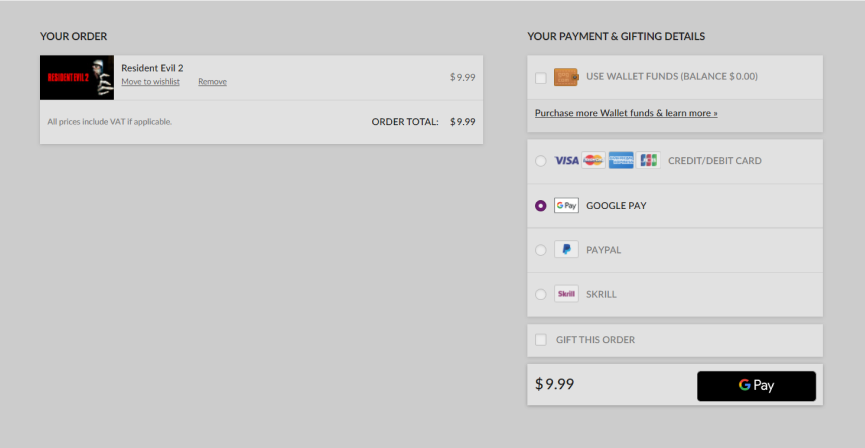 YOUR ORDER
RESIDENT EVIL 2
Resident Evil 2
Move to wishlist Remove
$9.99
All prices include VAT if applicable.
ORDER TOTAL: $9.99
YOUR PAYMENT & GIFTING DETAILS
USE WALLET FUNDS (BALANCE $0.00)
Purchase more Wallet funds & learn more »
VISA MasterCard JCB CREDIT/DEBIT CARD
G Pay GOOGLE PAY
PAYPAL
Skrill SKRILL
GIFT THIS ORDER
$9.99
G Pay